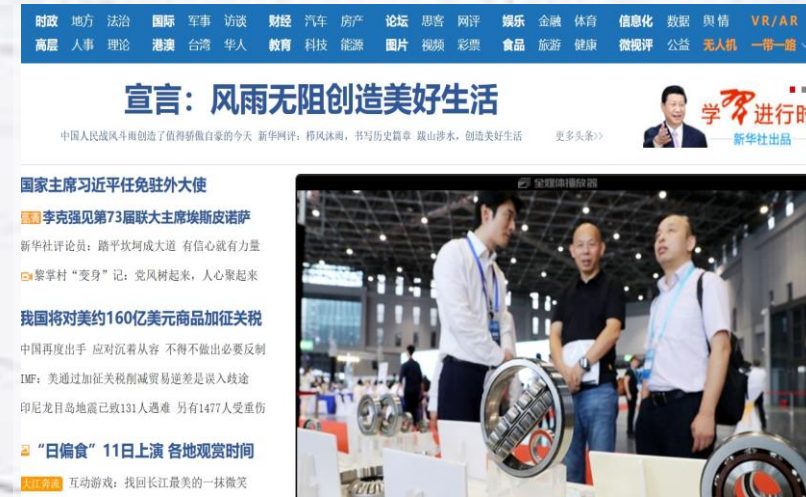 时政 地方 法治 国际 军事 访谈 财经 汽车 房产 论坛 思客 网评 娱乐 金融 体育 信息化 数据 舆情 VR/AR
高层 人事 理论 港澳 台湾 华人 教育 科技 能源 图片 视频 彩票 食品 旅游 健康 微视评 公益 无人机 一带一路
宣言：风雨无阻创造美好生活
学习进行时
新华社出品
中国人民战风斗雨创造了值得骄傲自豪的今天 新华网评：栉风沐雨，书写历史篇章 跋山涉水，创造美好生活 更多头条>>
国家主席习近平任免驻外大使
李克强见第73届联大主席埃斯皮诺萨
新华社评论员：踏平坎坷成大道 有信心就有力量
黎掌村“变身”记：党风树起来，人心聚起来
我国将对美约160亿美元商品加征关税
中国再度出手 应对沉着从容 不得不做出必要反制
IMF：美通过加征关税削减贸易逆差是误入歧途
印尼龙目岛地震已致131人遇难 另有1477人受重伤
“日偏食”11日上演 各地观赏时间
大江奔流 互动游戏：找回长江最美的一抹微笑
全媒体播放器